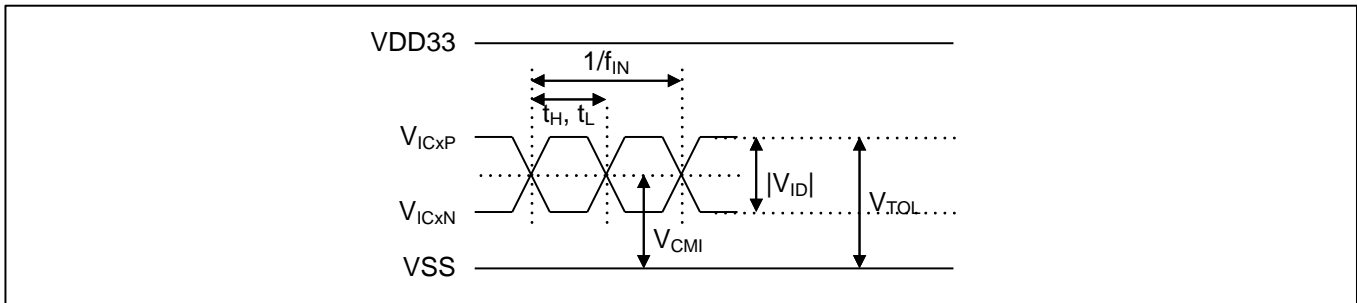 VDD33
1/fIN
tH, tL
VICxP
|VID|
VTOL
VICxN
VCMI
VSS